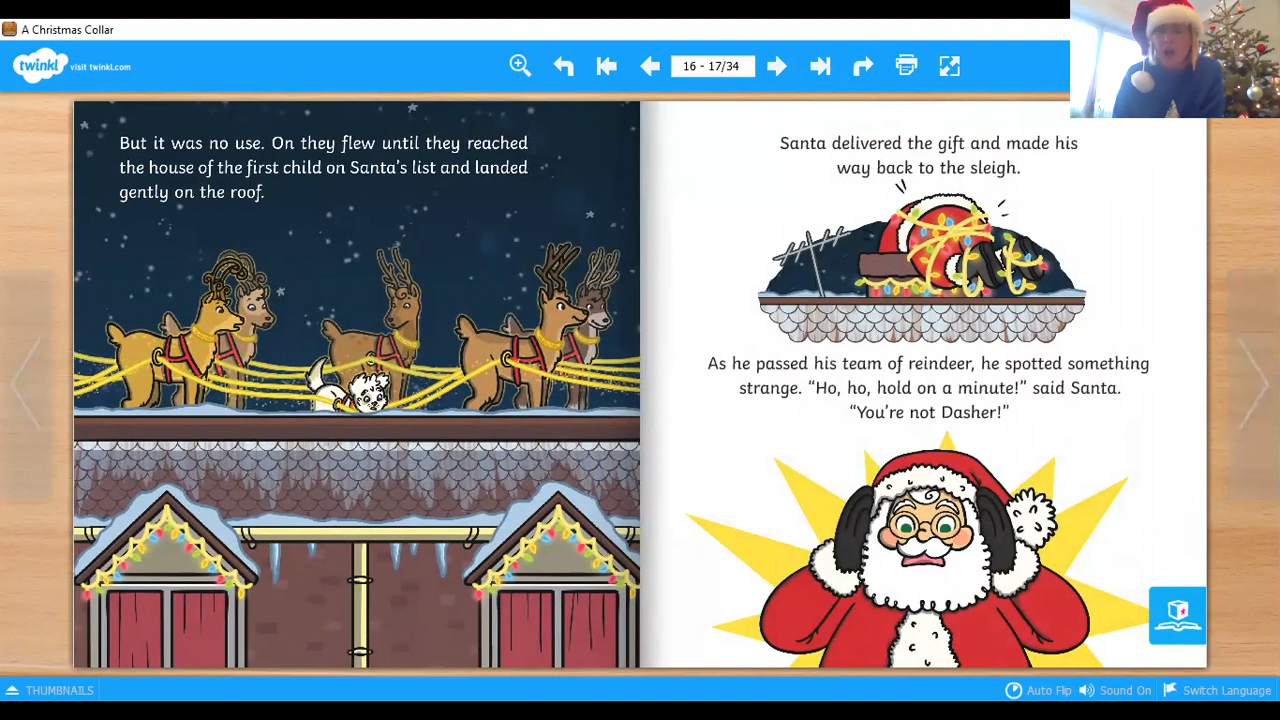 A Christmas Collar
twinkl visit twinkl.com
16 - 17/34
But it was no use. On they flew until they reached
the house of the first child on Santa's list and landed
gently on the roof.
Santa delivered the gift and made his
way back to the sleigh.
As he passed his team of reindeer, he spotted something
strange. “Ho, ho, hold on a minute!” said Santa.
“You're not Dasher!”
THUMBNAILS
Auto Flip
Sound On
Switch Language